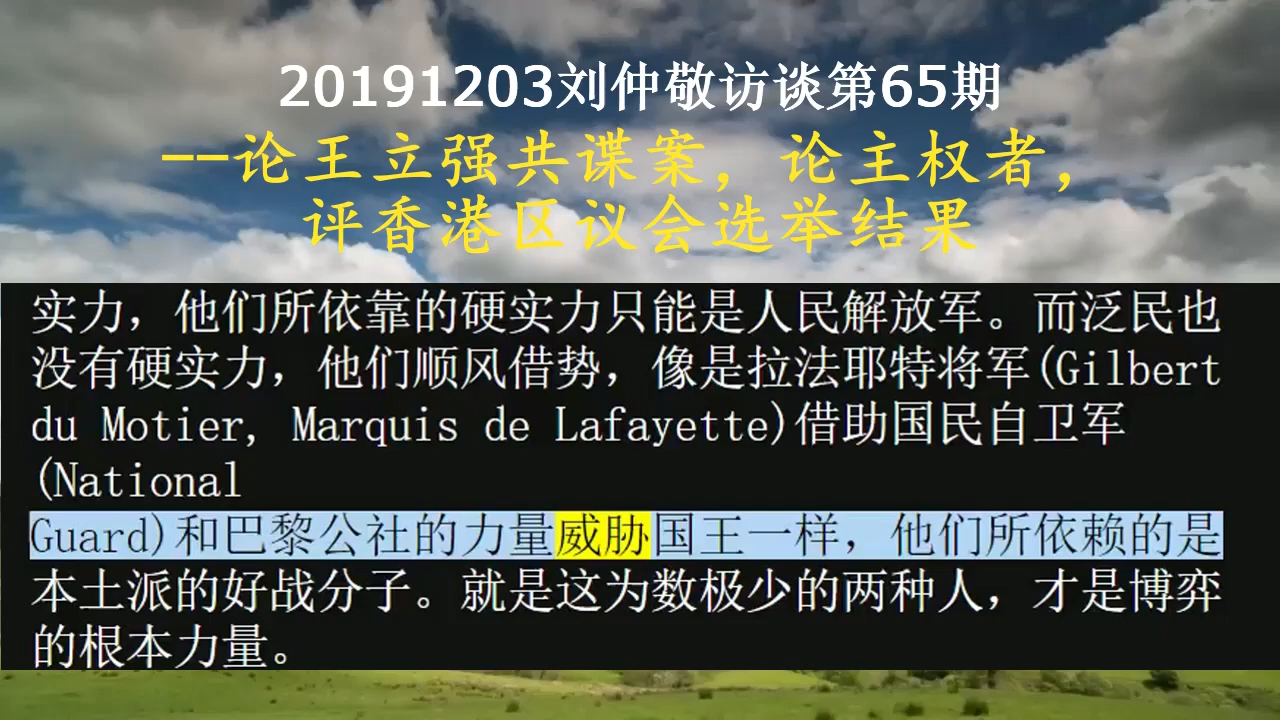 20191203刘仲敬访谈第65期
--论王立强共谍案，论主权者，
评香港区议会选举结果
实力，他们所依靠的硬实力只能是人民解放军。而泛民也
没有硬实力，他们顺风借势，像是拉法耶特将军(Gilbert
du Motier, Marquis de Lafayette)借助国民自卫军
(National
Guard)和巴黎公社的力量威胁国王一样，他们所依赖的是
本土派的好战分子。就是这为数极少的两种人，才是博弈
的根本力量。